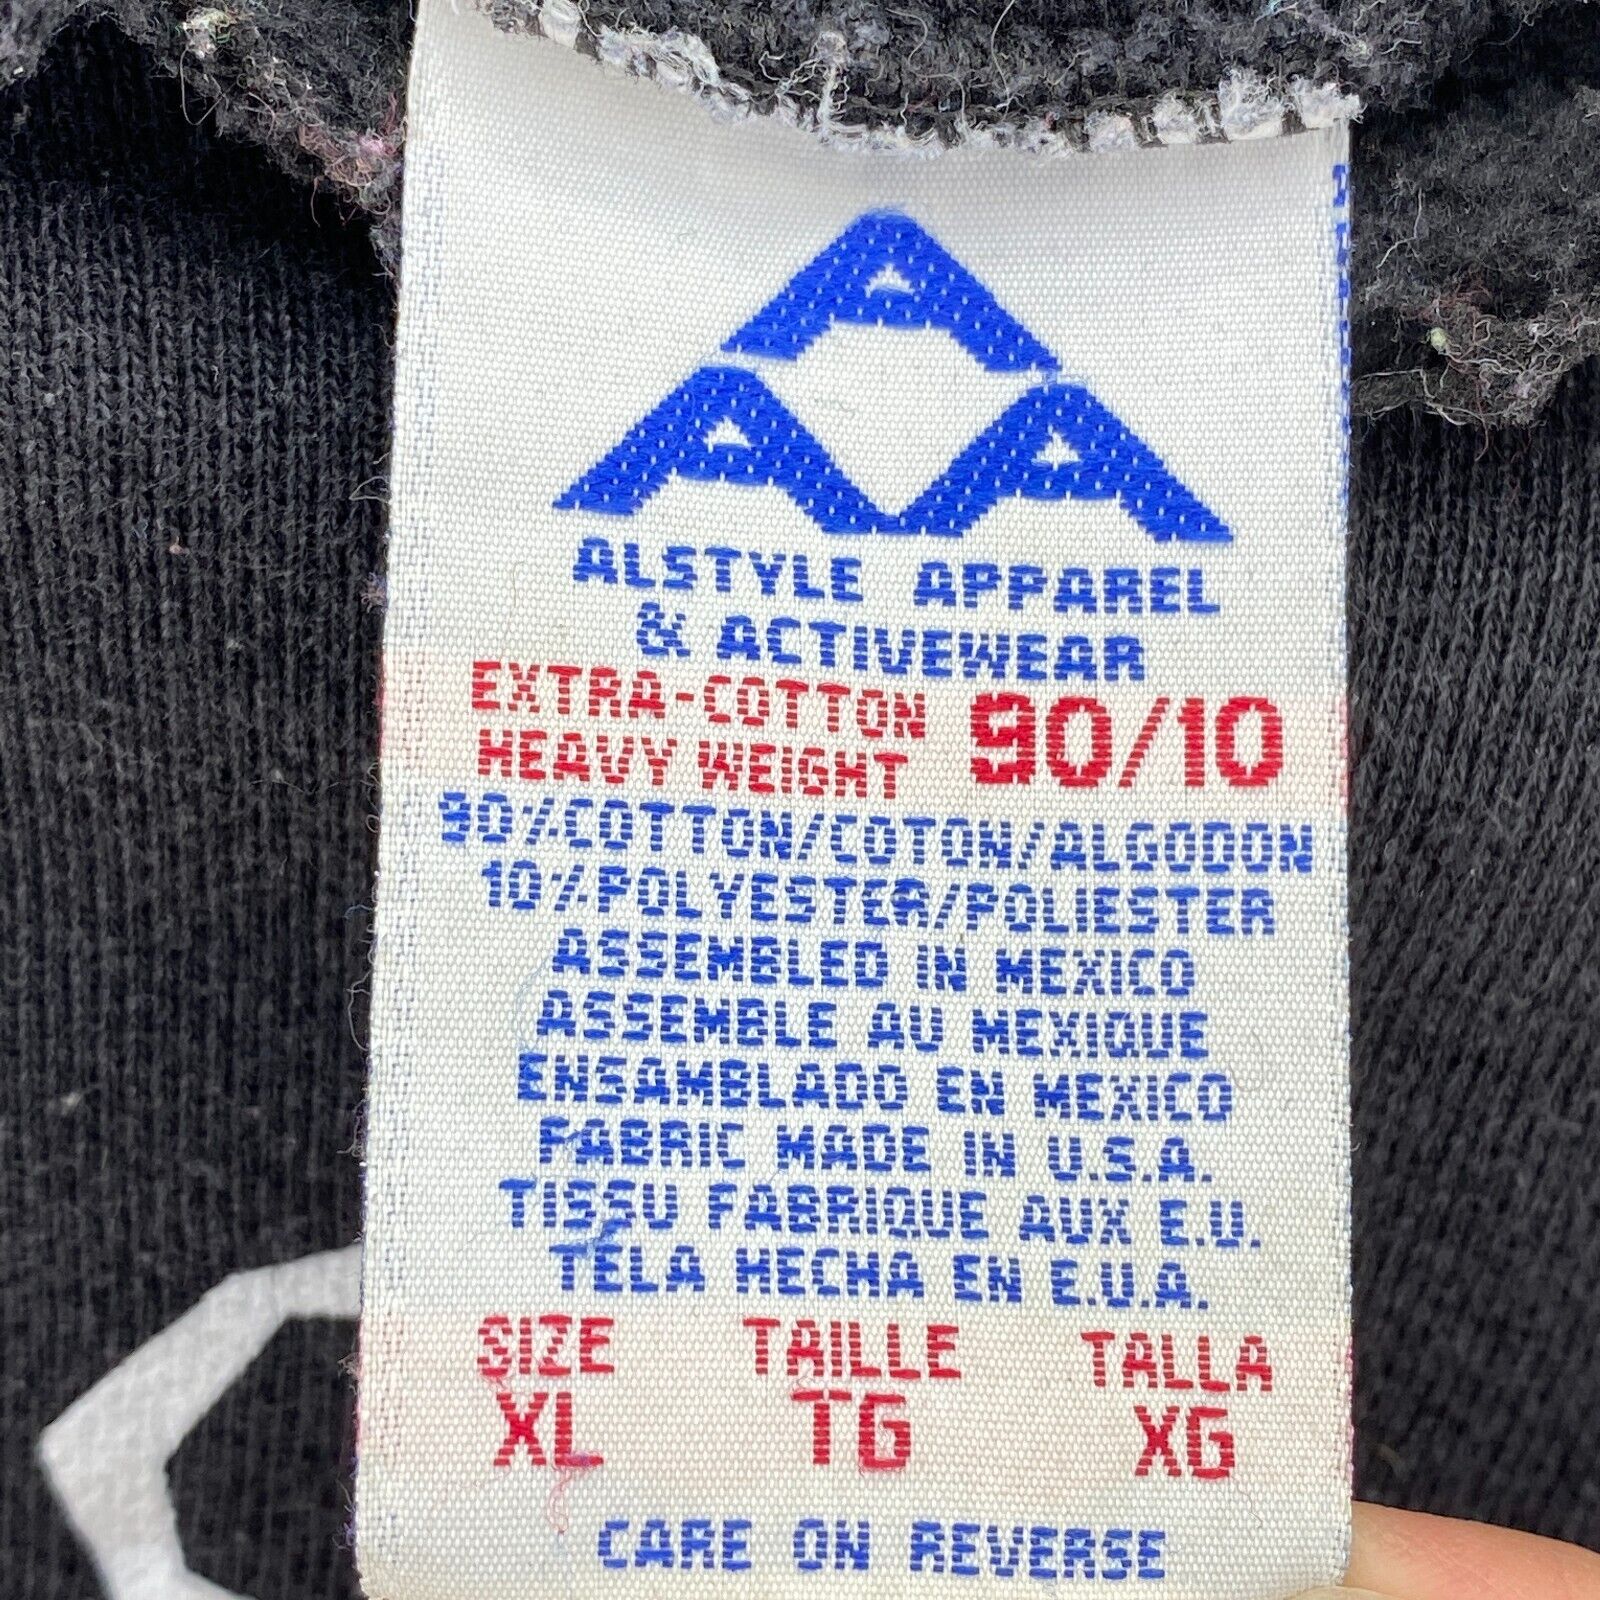 AAA
ALSTYLE APPAREL
& ACTIVEWEAR
EXTRA-COTTON
HEAVY WEIGHT 90/10
90%COTTON/COTON/ALGODON
10%POLYESTER/POLIESTER
ASSEMBLED IN MEXICO
ASSEMBLE AU MEXIQUE
ENSAMBLADO EN MEXICO
FABRIC MADE IN U.S.A.
TISSU FABRIQUE AUX E.U.
TELA HECHA EN E.U.A.
SIZE TAILLE TALLA
XL TG XG
CARE ON REVERSE